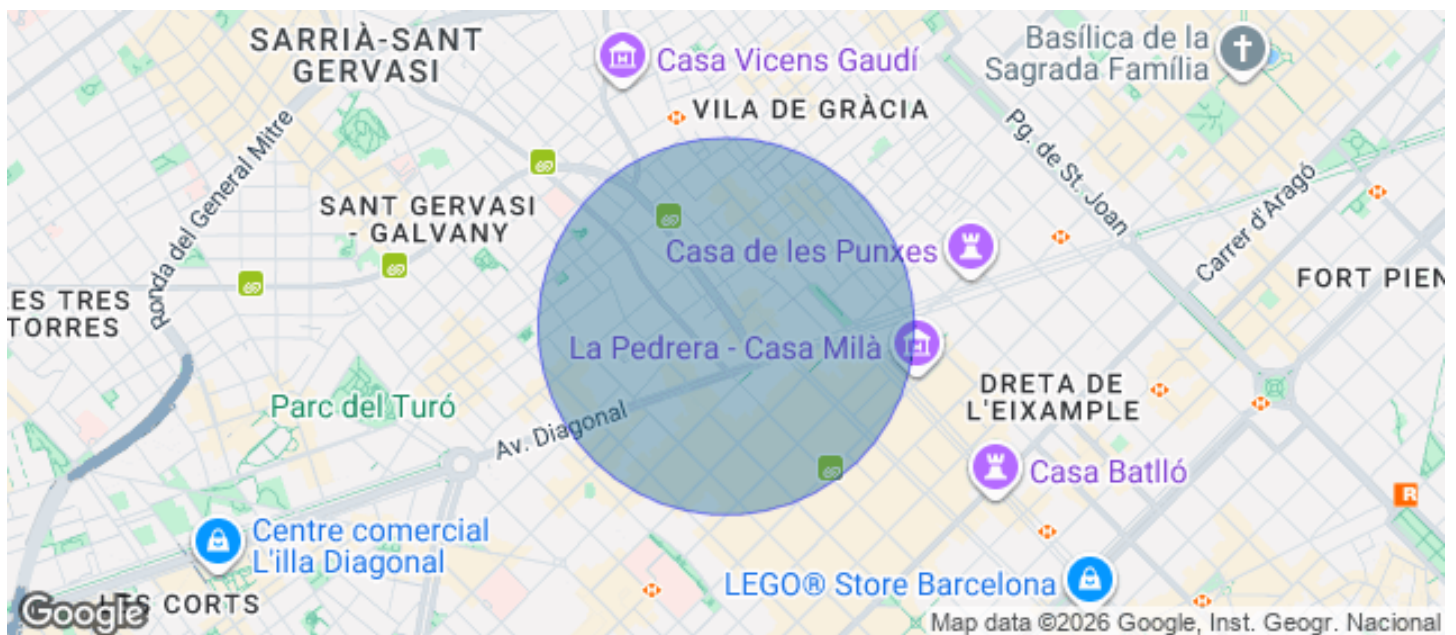 SARRIÀ-SANT
GERVASI
Casa Vicens Gaudí
Basílica de la
Sagrada Família
VILA DE GRÀCIA
Ronda del General Mitre
Pg. de St. Joan
SANT GERVASI
- GALVANY
Carrer d'Aragó
Casa de les Punxes
FORT PIEN
ES TRES
TORRES
La Pedrera - Casa Milà
DRETA DE
L'EIXAMPLE
Parc del Turó
Av. Diagonal
Casa Batlló
R
Centre comercial
L'illa Diagonal
LEGO® Store Barcelona
CORTS
Google
Map data ©2026 Google, Inst. Geogr. Nacional